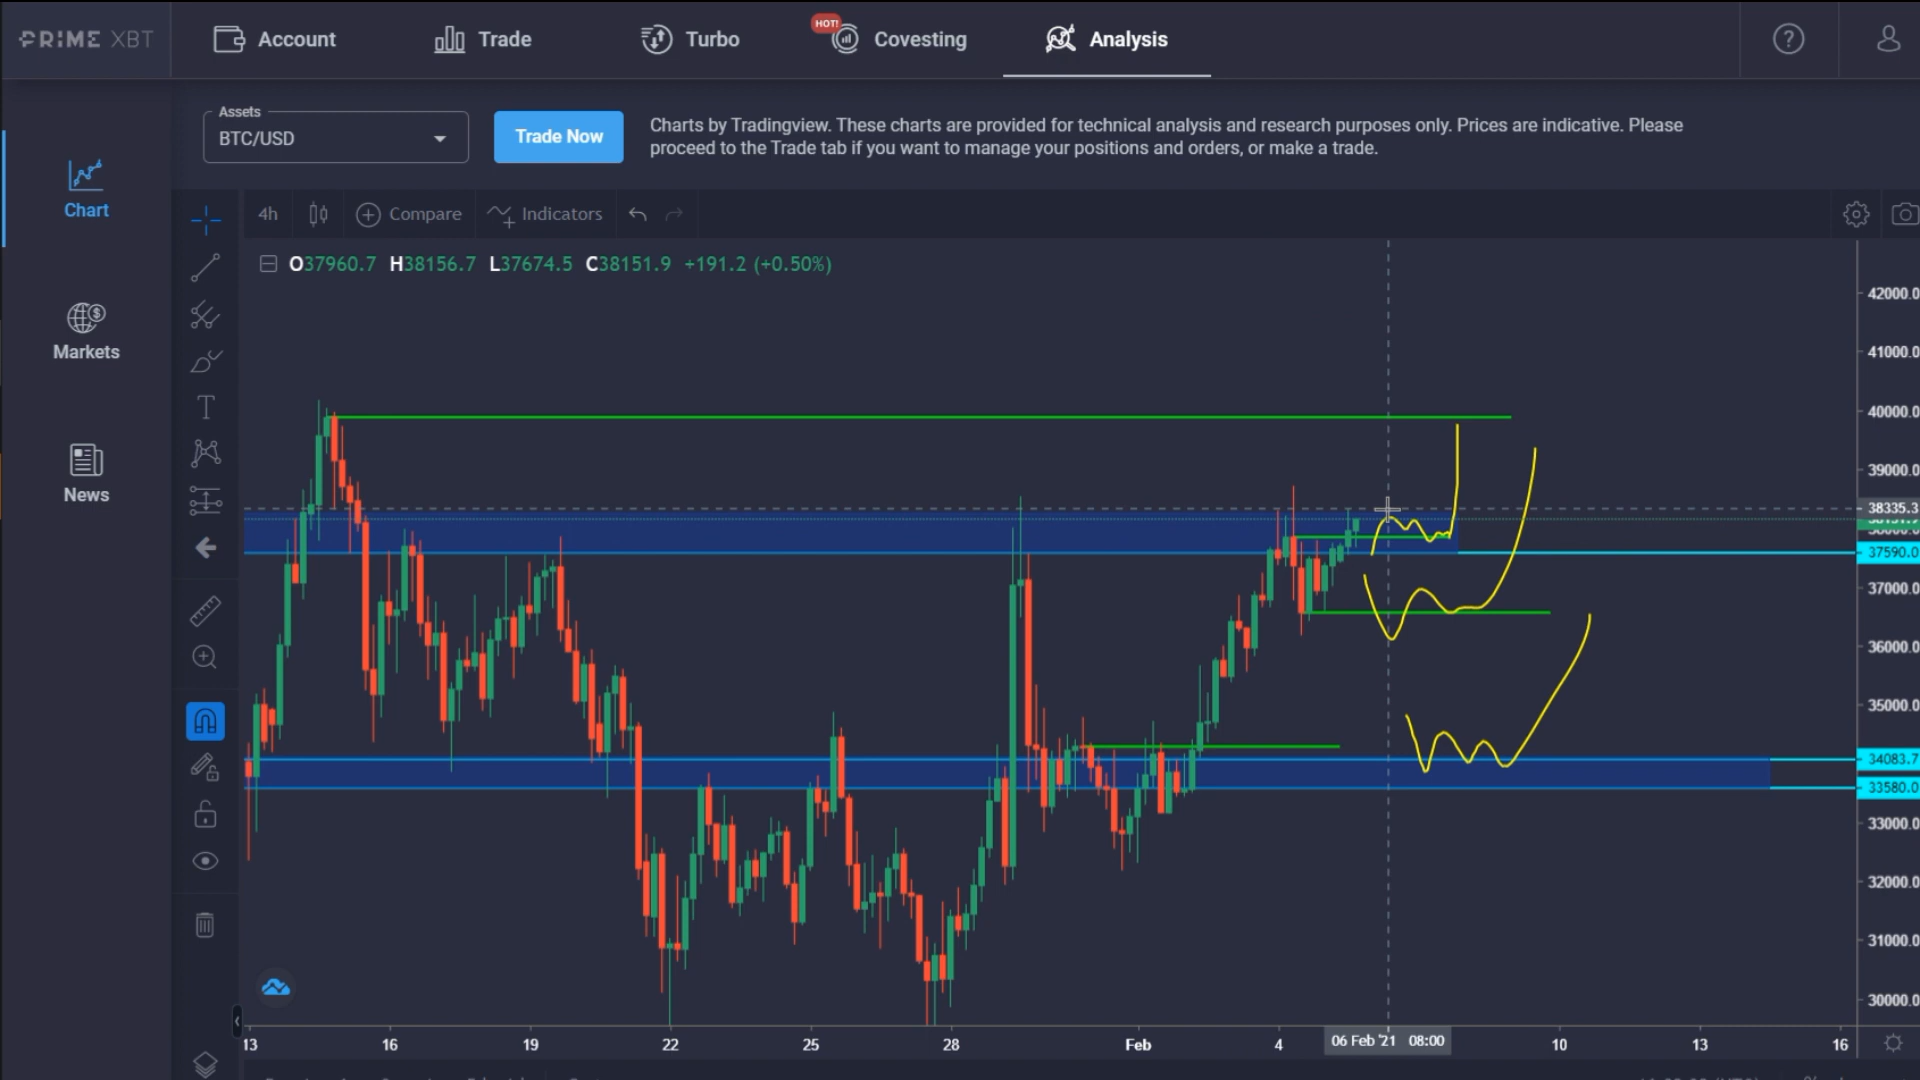 PRIME XBT
Account
Trade
Turbo
HOT!
Covesting
Analysis
Assets
BTC/USD
Trade Now
Charts by Tradingview. These charts are provided for technical analysis and research purposes only. Prices are indicative. Please
proceed to the Trade tab if you want to manage your positions and orders, or make a trade.
Chart
Markets
News
4h
Compare
Indicators
O37960.7 H38156.7 L37674.5 C38151.9 +191.2 (+0.50%)
42000.0
41000.0
40000.0
39000.0
38335.3
37590.0
37000.0
36000.0
35000.0
34083.7
33580.0
33000.0
32000.0
31000.0
30000.0
13 16 19 22 25 28 Feb 4 06 Feb '21 08:00 10 13 16